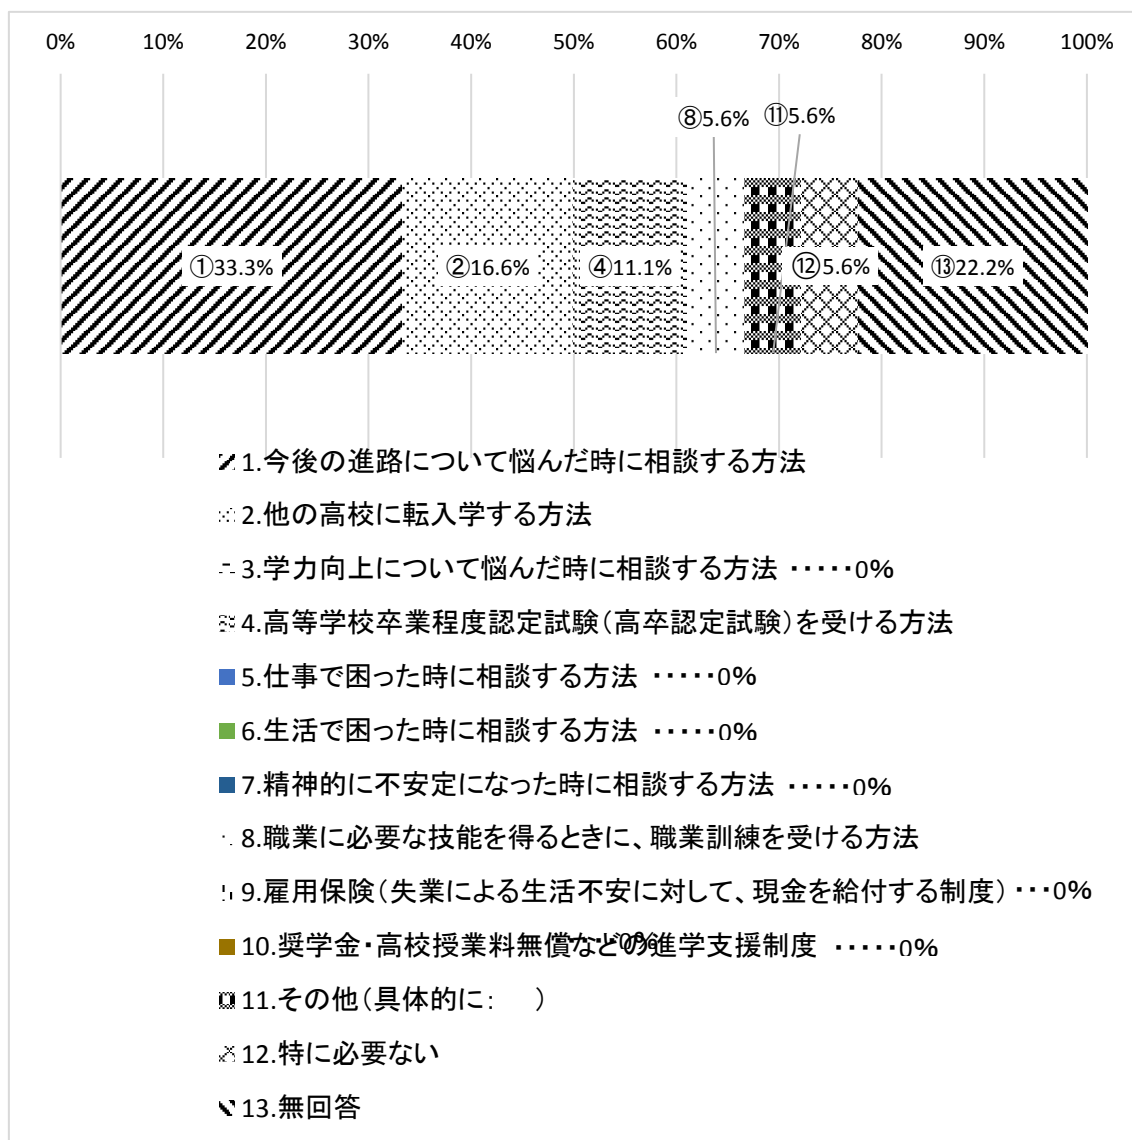 0% 10% 20% 30% 40% 50% 60% 70% 80% 90% 100%
⑧5.6% ⑪5.6%
①33.3% ②16.6% ④11.1% ⑫5.6% ⑬22.2%
1.今後の進路について悩んだ時に相談する方法
2.他の高校に転入学する方法
3.学力向上について悩んだ時に相談する方法 ・・・・・0%
4.高等学校卒業程度認定試験（高卒認定試験）を受ける方法
5.仕事で困った時に相談する方法 ・・・・・0%
6.生活で困った時に相談する方法 ・・・・・0%
7.精神的に不安定になった時に相談する方法 ・・・・・0%
8.職業に必要な技能を得るときに、職業訓練を受ける方法
9.雇用保険（失業による生活不安に対して、現金を給付する制度）・・・0%
10.奨学金・高校授業料無償などの進学支援制度 ・・・・・0%
11.その他（具体的に：　）
12.特に必要ない
13.無回答